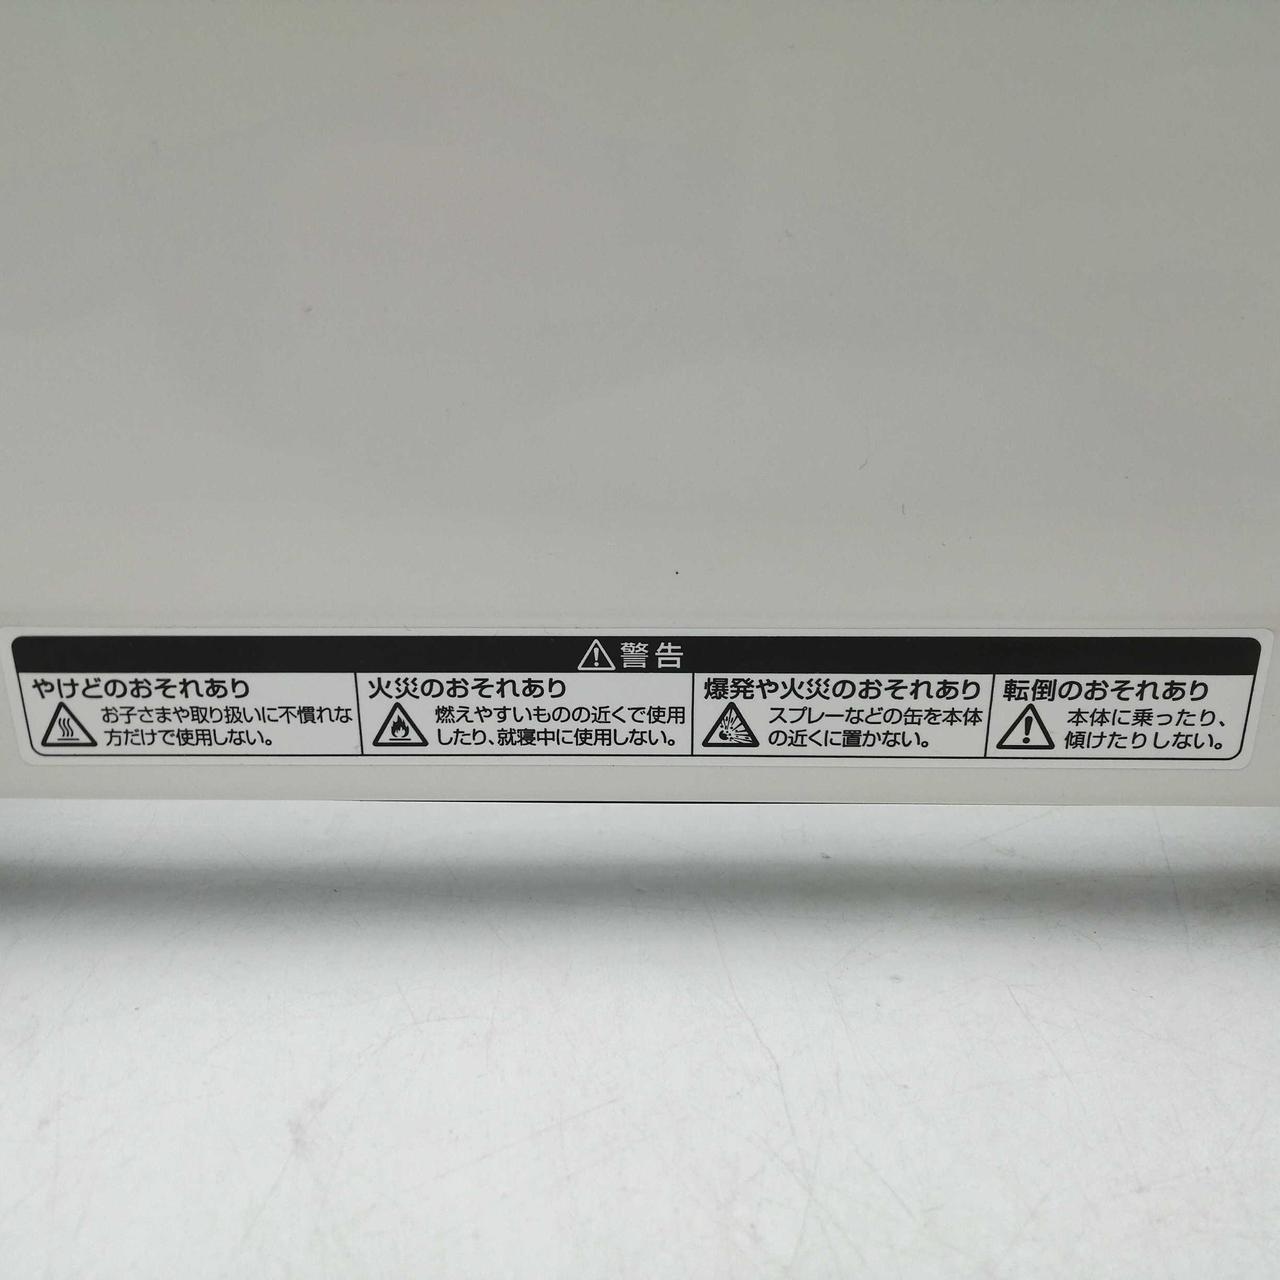 警告
やけどのおそれあり
お子さまや取り扱いに不慣れな
方だけで使用しない。
火災のおそれあり
燃えやすいものの近くで使用
したり、就寝中に使用しない。
爆発や火災のおそれあり
スプレーなどの缶を本体
の近くに置かない。
転倒のおそれあり
本体に乗ったり、
傾けたりしない。